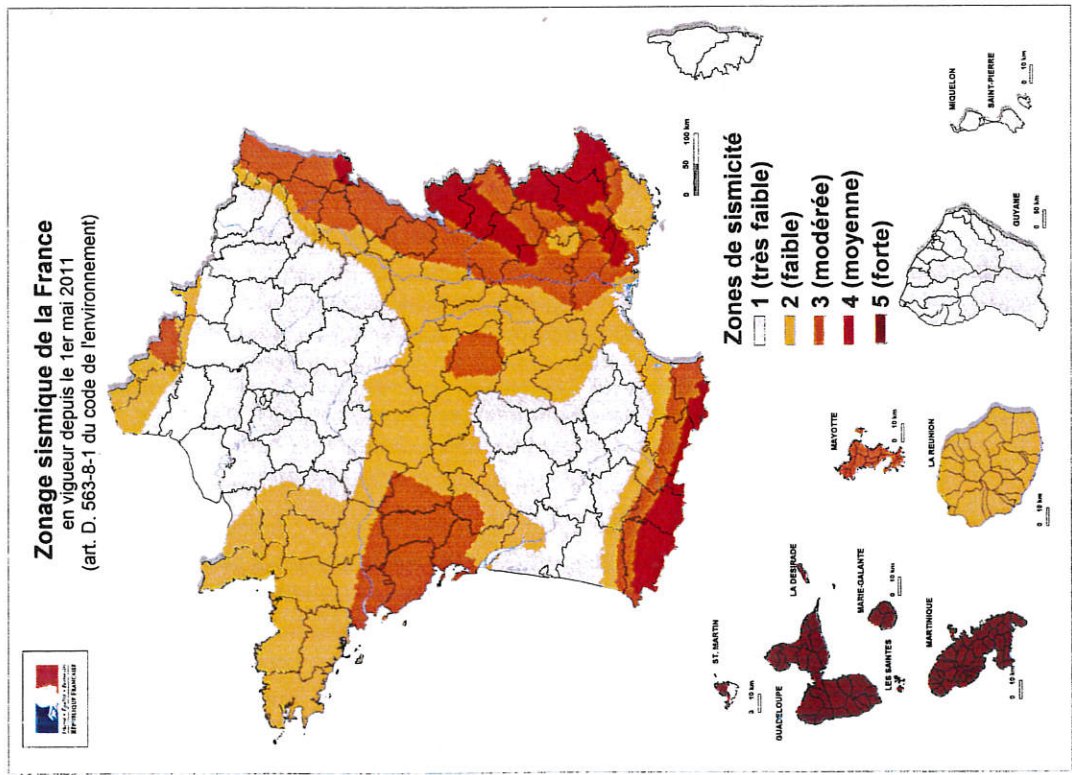 Zonage sismique de la France
en vigueur depuis le 1er mai 2011
(art. D. 563-8-1 du code de l'environnement)
Liberté • Égalité • Fraternité
RÉPUBLIQUE FRANÇAISE
0 50 100 km
Zones de sismicité
1 (très faible)
2 (faible)
3 (modérée)
4 (moyenne)
5 (forte)
ST. MARTIN
10 km
GUADELOUPE
LA DESIRADE
MARIE-GALANTE
0 10 km
LES SAINTES
MARTINIQUE
0 10 km
MAYOTTE
0 10 km
LA REUNION
0 10 km
GUYANE
0 50 km
MIQUELON
SAINT-PIERRE
0 10 km